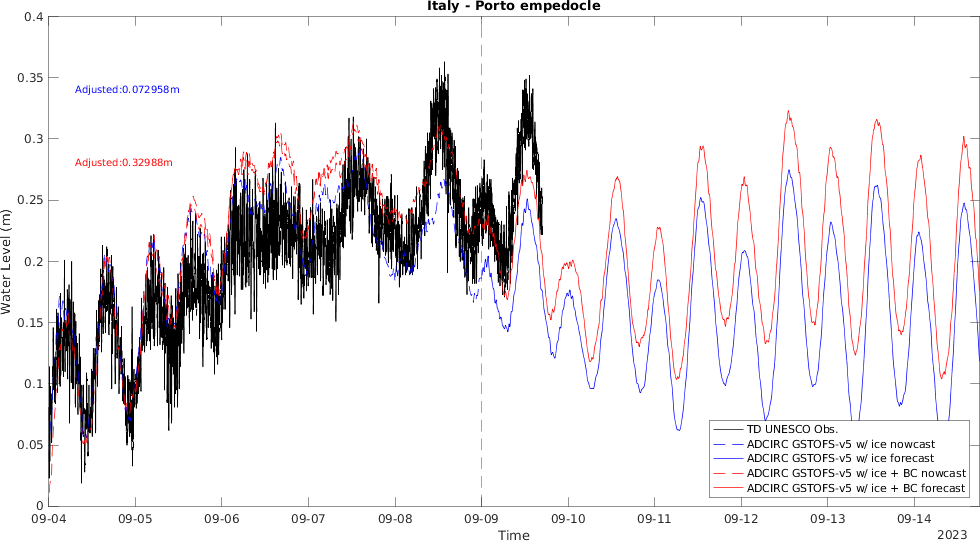 Italy - Porto empedocle
0.4
0.35
0.3
0.25
0.2
0.15
0.1
0.05
0
Water Level (m)
Adjusted:0.072958m
Adjusted:0.32988m
TD UNESCO Obs.
ADCIRC GSTOFS-v5 w/ ice nowcast
ADCIRC GSTOFS-v5 w/ ice forecast
ADCIRC GSTOFS-v5 w/ ice + BC nowcast
ADCIRC GSTOFS-v5 w/ ice + BC forecast
09-04 09-05 09-06 09-07 09-08 09-09 09-10 09-11 09-12 09-13 09-14
Time
2023